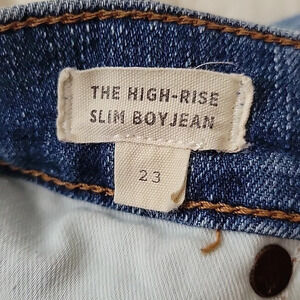 THE HIGH-RISE
SLIM BOYJEAN
23